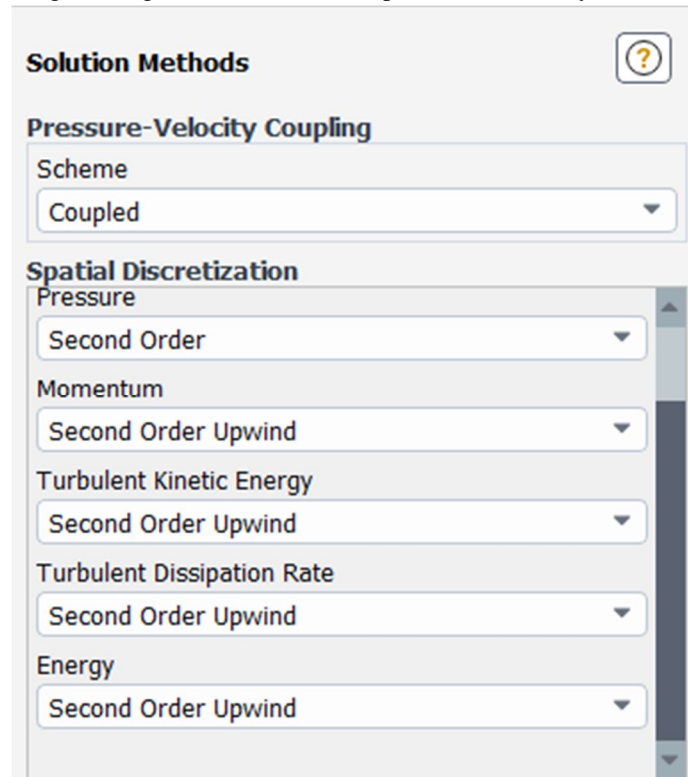 Solution Methods
?
Pressure-Velocity Coupling
Scheme
Coupled
Spatial Discretization
Pressure
Second Order
Momentum
Second Order Upwind
Turbulent Kinetic Energy
Second Order Upwind
Turbulent Dissipation Rate
Second Order Upwind
Energy
Second Order Upwind